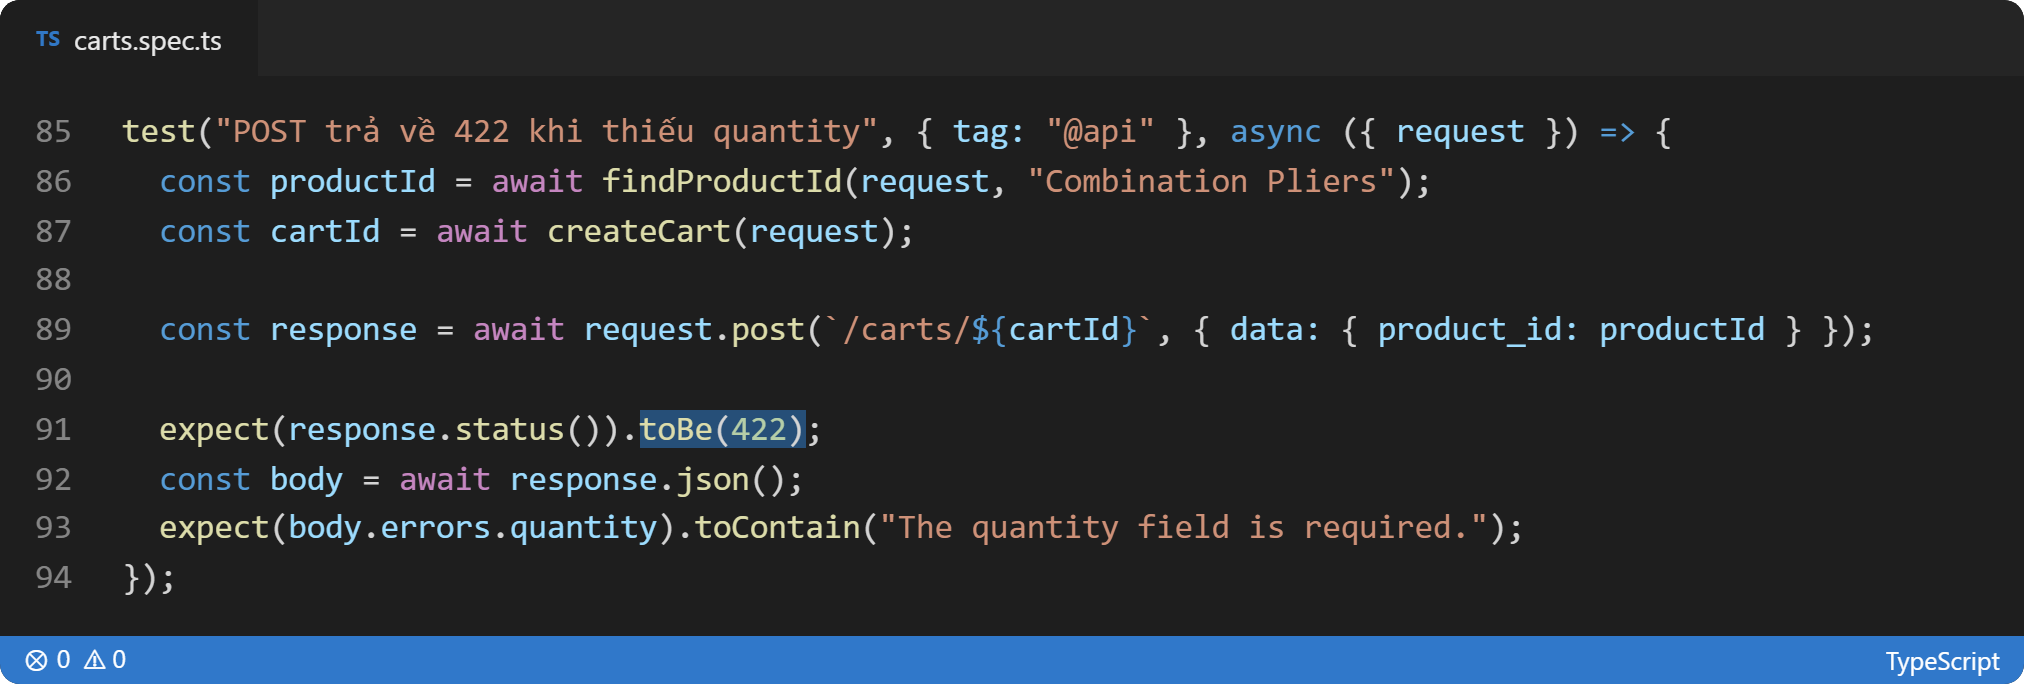 TS carts.spec.ts
85 test("POST trả về 422 khi thiếu quantity", { tag: "@api" }, async ({ request }) => {
86   const productId = await findProductId(request, "Combination Pliers");
87   const cartId = await createCart(request);
88
89   const response = await request.post(`/carts/${cartId}`, { data: { product_id: productId } });
90
91   expect(response.status()).toBe(422);
92   const body = await response.json();
93   expect(body.errors.quantity).toContain("The quantity field is required.");
94 });
0 0 TypeScript